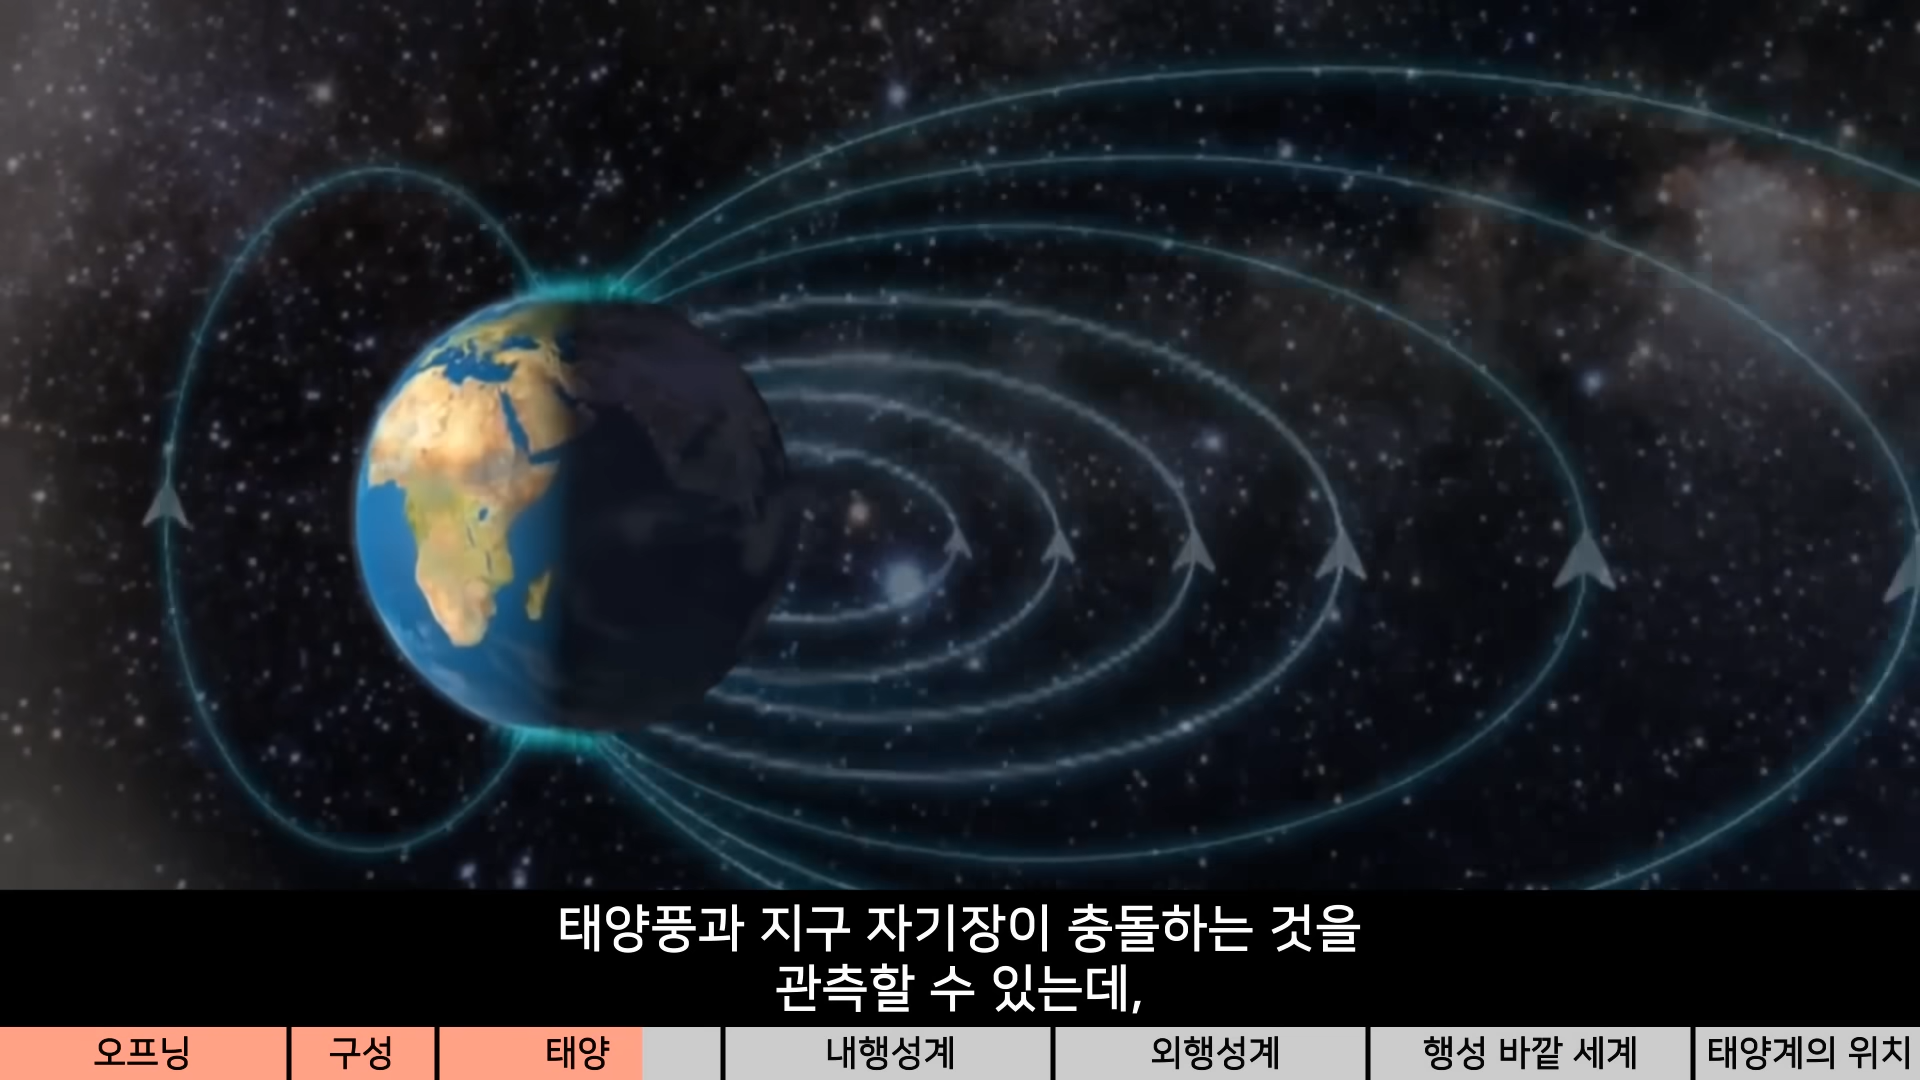 태양풍과 지구 자기장이 충돌하는 것을
관측할 수 있는데,
오프닝 구성 태양 내행성계 외행성계 행성 바깥 세계 태양계의 위치